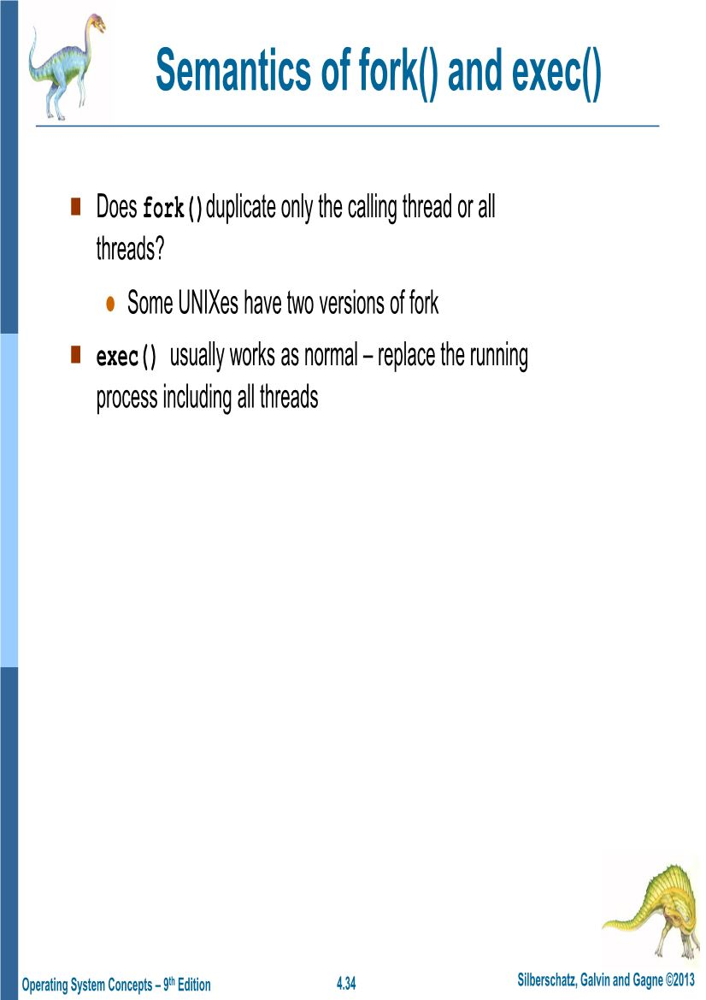 Semantics of fork() and exec()
Does fork()duplicate only the calling thread or all
threads?
Some UNIXes have two versions of fork
exec() usually works as normal – replace the running
process including all threads
Operating System Concepts – 9th Edition
4.34
Silberschatz, Galvin and Gagne ©2013